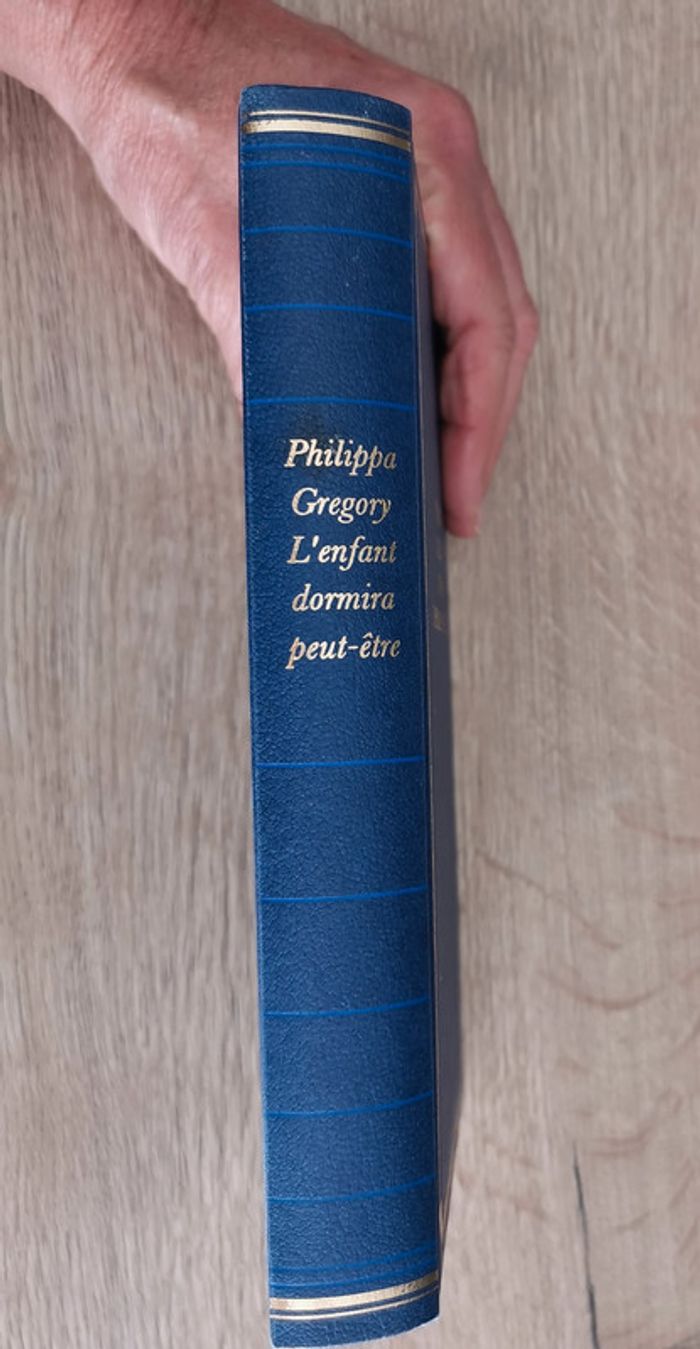 Philippa
Gregory
L'enfant
dormira
peut-être